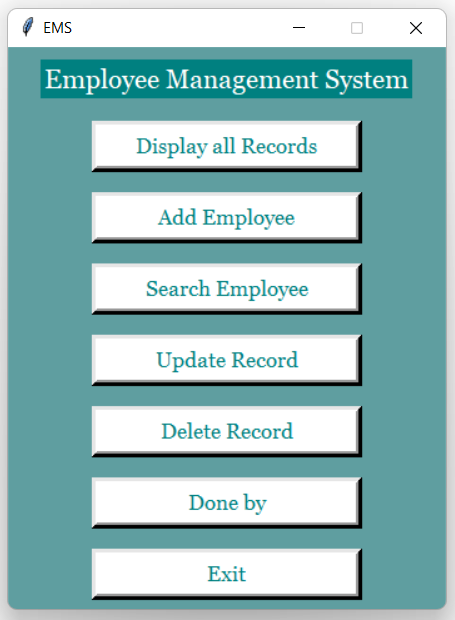 EMS
Employee Management System
Display all Records
Add Employee
Search Employee
Update Record
Delete Record
Done by
Exit